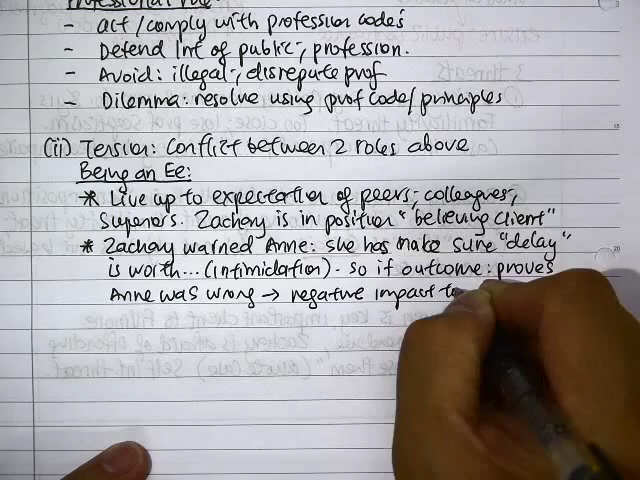 Professional role:
- act/comply with profession codes
- Defend Int of public, profession.
- Avoid: illegal, disrepute prof
- Dilemma: resolve using prof code/principles
(ii) Tension: Conflict between 2 roles above
Being an Ee:
* Live up to expectation of peers, colleagues,
Superiors. Zachary is in position "believing client"
* Zachary warned Anne: she has make sure "delay"
is worth... (intimidation). so if outcome: proves
Anne was wrong → negative impact to